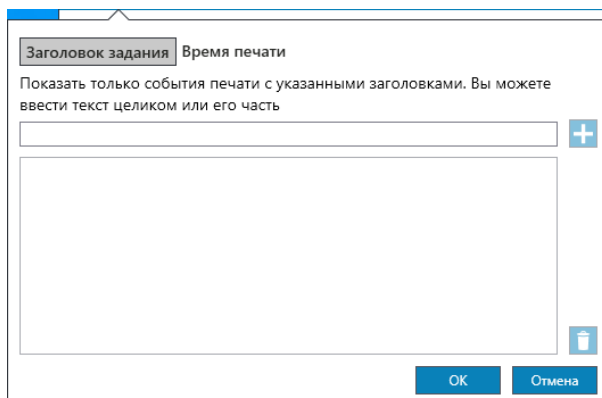 Заголовок задания Время печати
Показать только события печати с указанными заголовками. Вы можете
ввести текст целиком или его часть
ОК Отмена